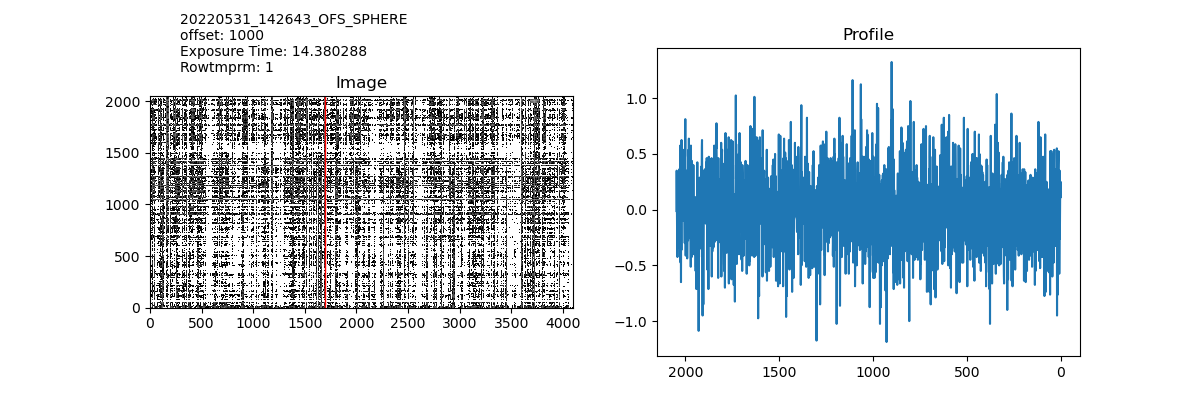 20220531_142643_OFS_SPHERE
offset: 1000
Exposure Time: 14.380288
Rowtmprm: 1
Image
2000
1500
1000
500
0
0 500 1000 1500 2000 2500 3000 3500 4000
Profile
1.0
0.5
0.0
−0.5
−1.0
2000 1500 1000 500 0